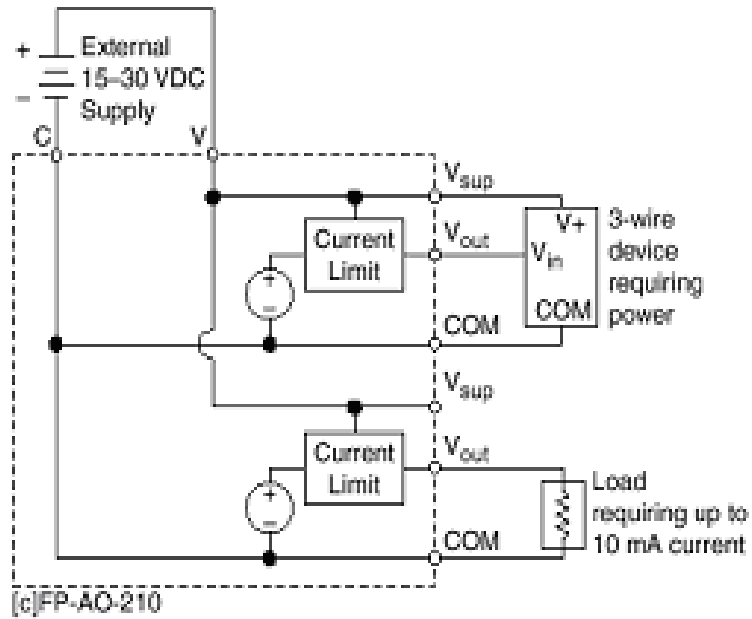 +
External
15–30 VDC
Supply
–
C
V
Vsup
Current
Limit
Vout
+
–
COM
V+
Vin
COM
3-wire
device
requiring
power
Vsup
Current
Limit
Vout
+
–
COM
Load
requiring up to
10 mA current
[c]FP-AO-210